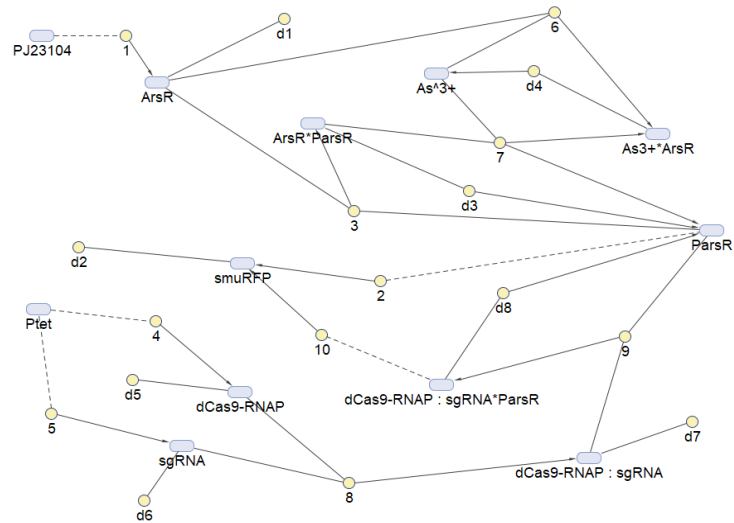 6
d1
PJ23104
1
As^3+
d4
ArsR
ArsR*ParsR
As3+*ArsR
7
d3
3
ParsR
d2
smuRFP
2
d8
Ptet
4
10
9
d5
dCas9-RNAP
dCas9-RNAP : sgRNA*ParsR
5
d7
sgRNA
dCas9-RNAP : sgRNA
8
d6